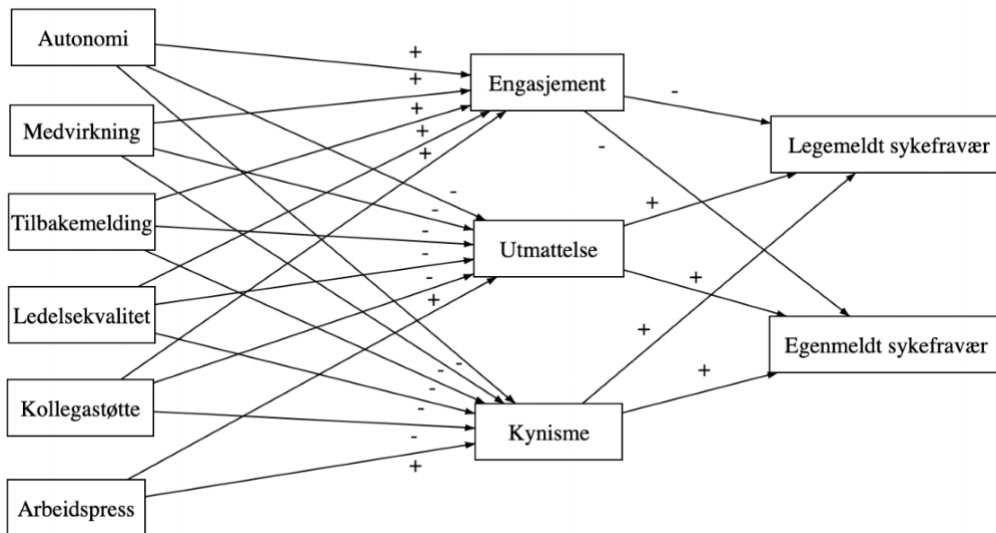 Autonomi
Medvirkning
Tilbakemelding
Ledelsekvalitet
Kollegastøtte
Arbeidspress
+
+
+
+
+
Engasjement
-
-
-
-
-
+
Utmattelse
-
-
-
-
-
+
Kynisme
-
-
+
+
+
+
Legemeldt sykefravær
Egenmeldt sykefravær